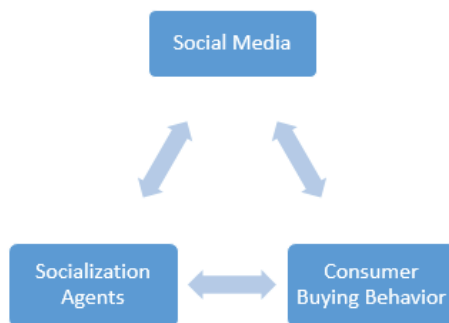 Social Media
Socialization
Agents
Consumer
Buying Behavior